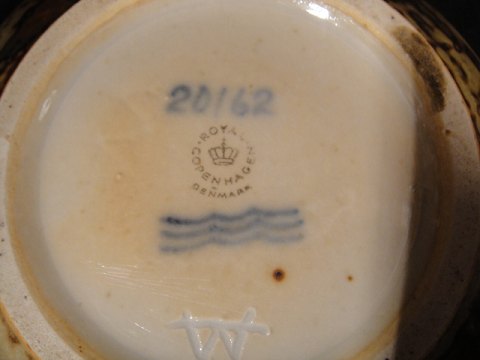 20162
ROYAL
COPENHAGEN
DENMARK
W